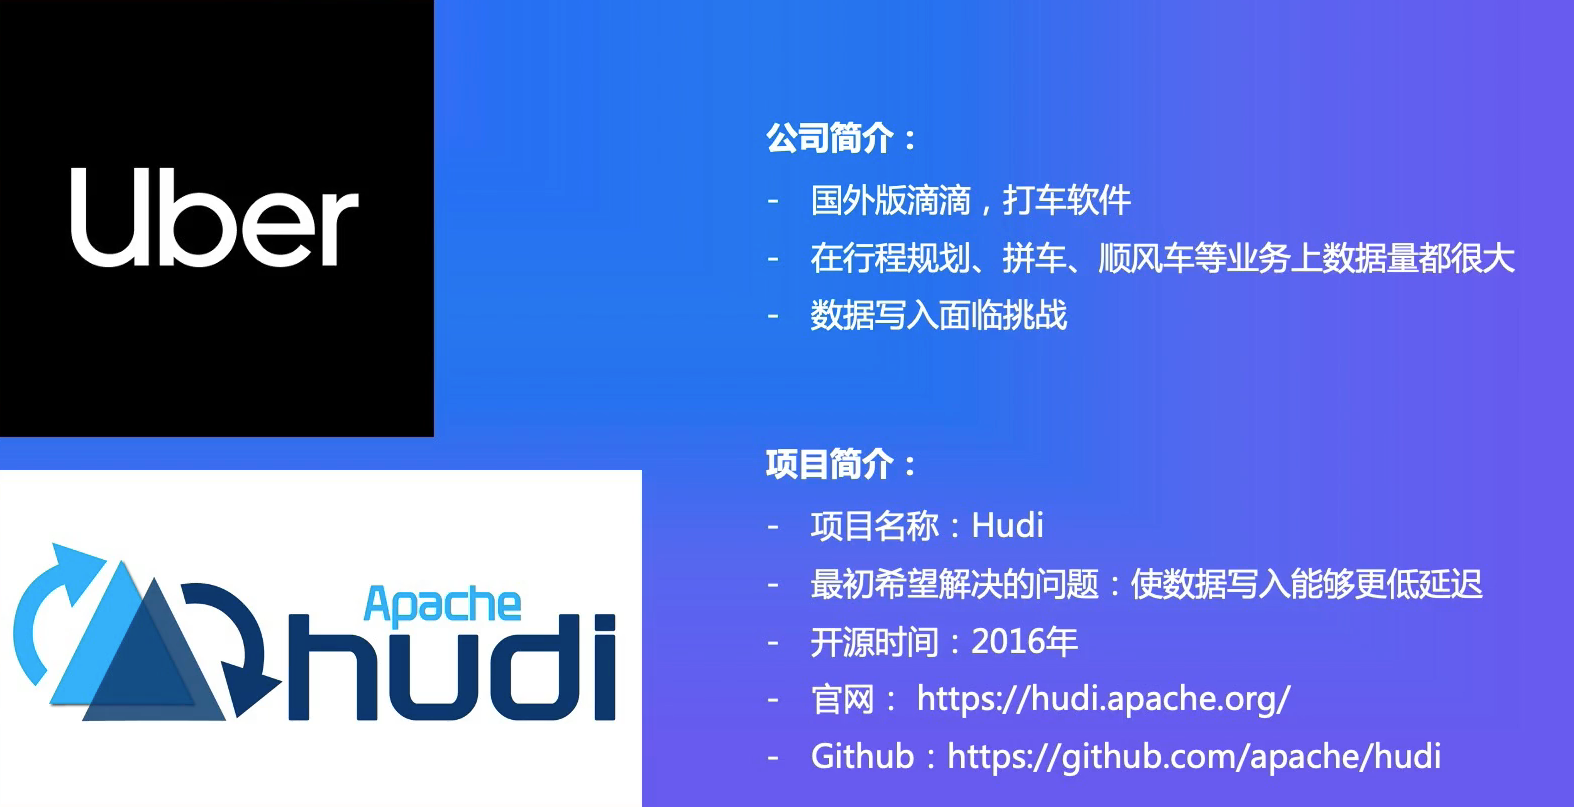 Uber
公司简介：
- 国外版滴滴，打车软件
- 在行程规划、拼车、顺风车等业务上数据量都很大
- 数据写入面临挑战
Apache
hudi
项目简介：
- 项目名称：Hudi
- 最初希望解决的问题：使数据写入能够更低延迟
- 开源时间：2016年
- 官网： https://hudi.apache.org/
- Github：https://github.com/apache/hudi